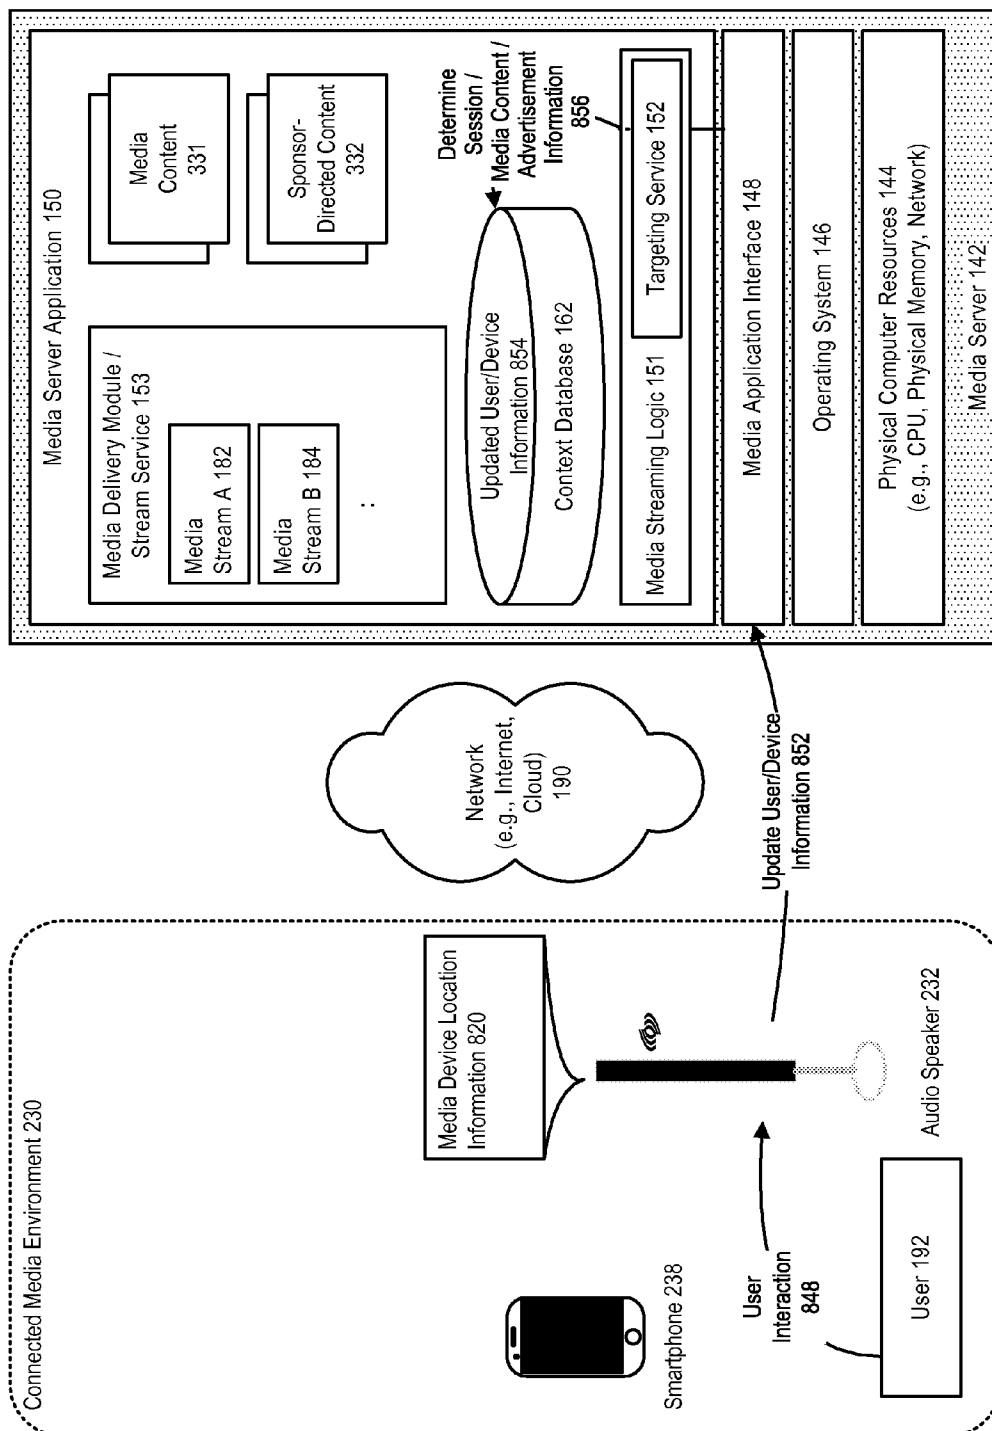 Connected Media Environment 230
Smartphone 238
User
Interaction
848
User 192
Media Device Location
Information 820
Audio Speaker 232
Update User/Device
Information 852
Network
(e.g., Internet,
Cloud)
190
Media Server Application 150
Media Delivery Module /
Stream Service 153
Media
Stream A 182
Media
Stream B 184
:
Media
Content
331
Sponsor-
Directed Content
332
Updated User/Device
Information 854
Context Database 162
Determine
Session /
Media Content /
Advertisement
Information
856
Media Streaming Logic 151
Targeting Service 152
Media Application Interface 148
Operating System 146
Physical Computer Resources 144
(e.g., CPU, Physical Memory, Network)
Media Server 142